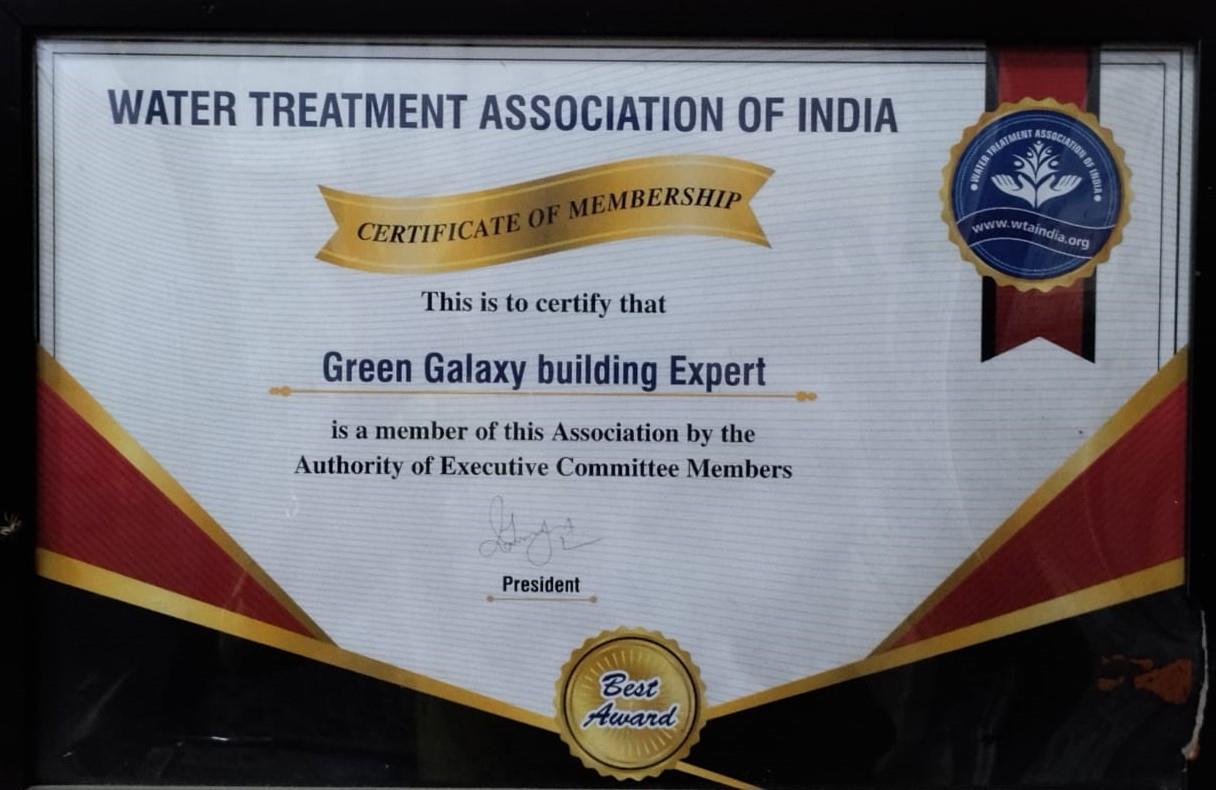 WATER TREATMENT ASSOCIATION OF INDIA
WATER TREATMENT ASSOCIATION OF INDIA
www.wtaindia.org
CERTIFICATE OF MEMBERSHIP
This is to certify that
Green Galaxy building Expert
is a member of this Association by the
Authority of Executive Committee Members
President
Best
Award